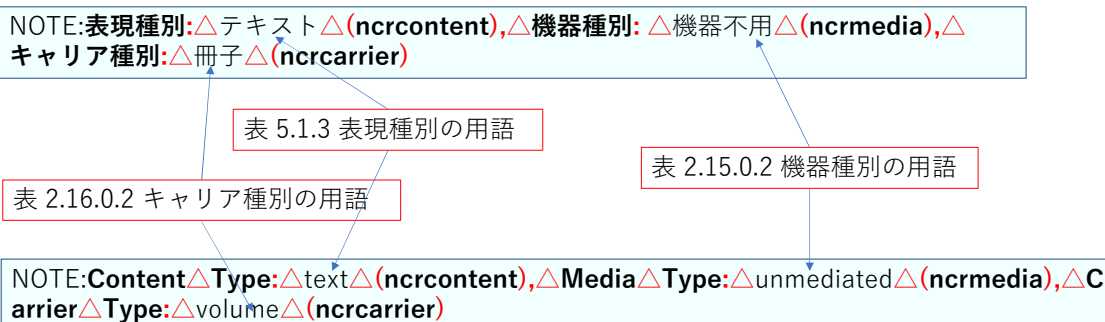 NOTE:表現種別:△テキスト△(ncrcontent),△機器種別: △機器不用△(ncrmedia),△
キャリア種別:△冊子△(ncrcarrier)
表 5.1.3 表現種別の用語
表 2.15.0.2 機器種別の用語
表 2.16.0.2 キャリア種別の用語
NOTE:Content△Type:△text△(ncrcontent),△Media△Type:△unmediated△(ncrmedia),△C
arrier△Type:△volume△(ncrcarrier)